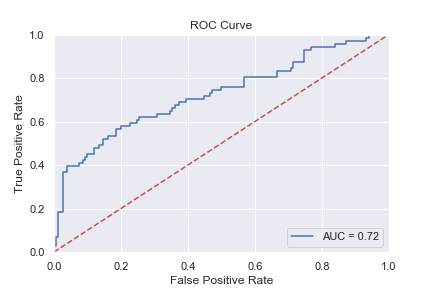 ROC Curve
1.0
0.8
0.6
0.4
0.2
0.0
True Positive Rate
AUC = 0.72
0.0 0.2 0.4 0.6 0.8 1.0
False Positive Rate